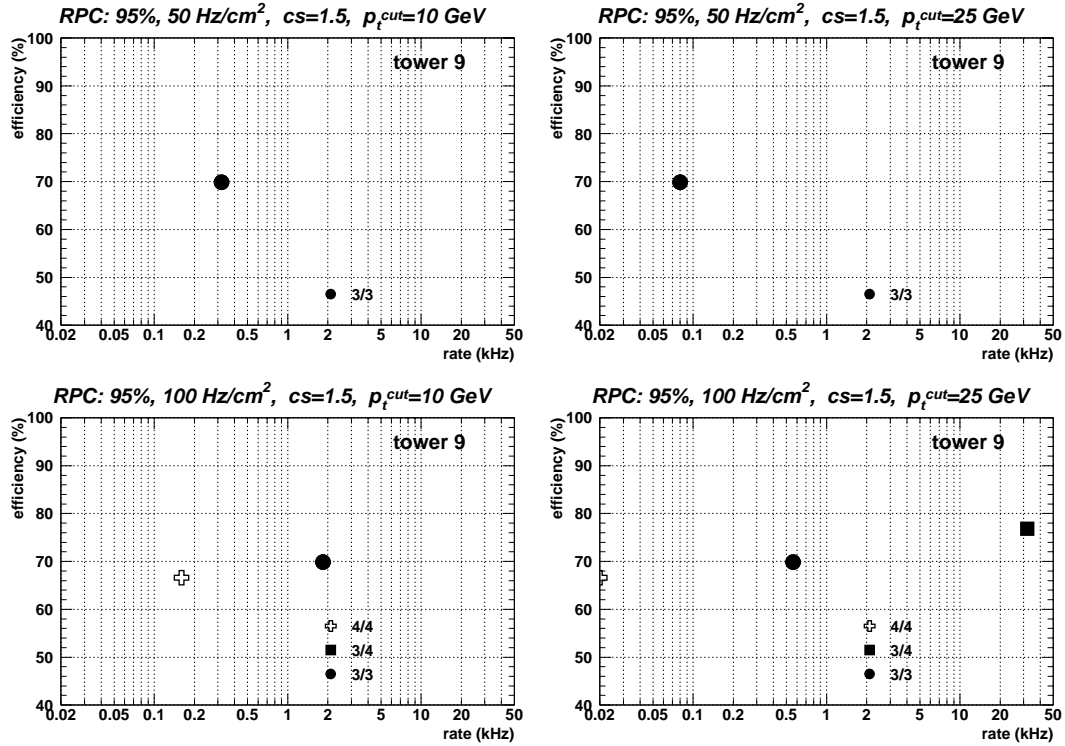 RPC: 95%, 50 Hz/cm², cs=1.5, pₜᶜᵘᵗ=10 GeV
efficiency (%)
100
90
80
70
60
50
40
tower 9
3/3
0.02 0.05 0.1 0.2 0.5 1 2 5 10 20 50
rate (kHz)
RPC: 95%, 50 Hz/cm², cs=1.5, pₜᶜᵘᵗ=25 GeV
efficiency (%)
100
90
80
70
60
50
40
tower 9
3/3
0.02 0.05 0.1 0.2 0.5 1 2 5 10 20 50
rate (kHz)
RPC: 95%, 100 Hz/cm², cs=1.5, pₜᶜᵘᵗ=10 GeV
efficiency (%)
100
90
80
70
60
50
40
tower 9
4/4
3/4
3/3
0.02 0.05 0.1 0.2 0.5 1 2 5 10 20 50
rate (kHz)
RPC: 95%, 100 Hz/cm², cs=1.5, pₜᶜᵘᵗ=25 GeV
efficiency (%)
100
90
80
70
60
50
40
tower 9
4/4
3/4
3/3
0.02 0.05 0.1 0.2 0.5 1 2 5 10 20 50
rate (kHz)